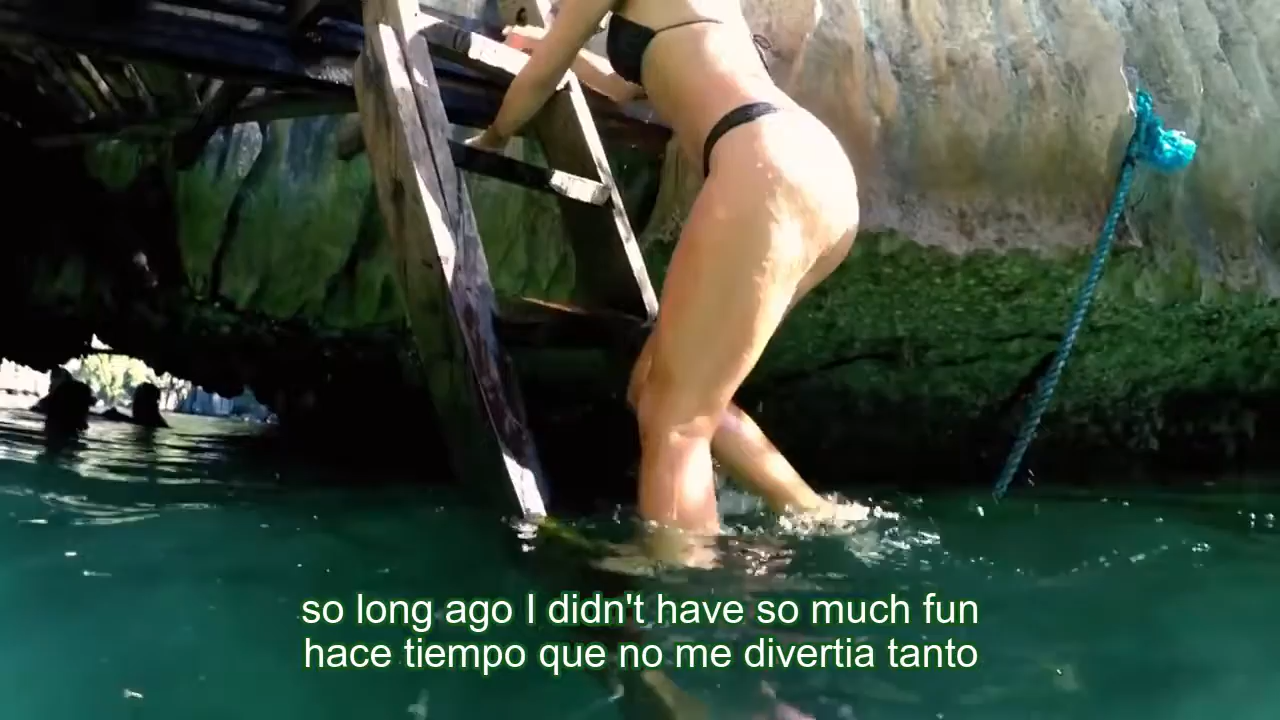 so long ago I didn't have so much fun
hace tiempo que no me divertia tanto